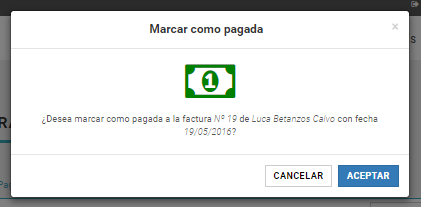 Marcar como pagada
×
1
¿Desea marcar como pagada a la factura Nº 19 de Luca Betanzos Calvo con fecha
19/05/2016?
CANCELAR
ACEPTAR